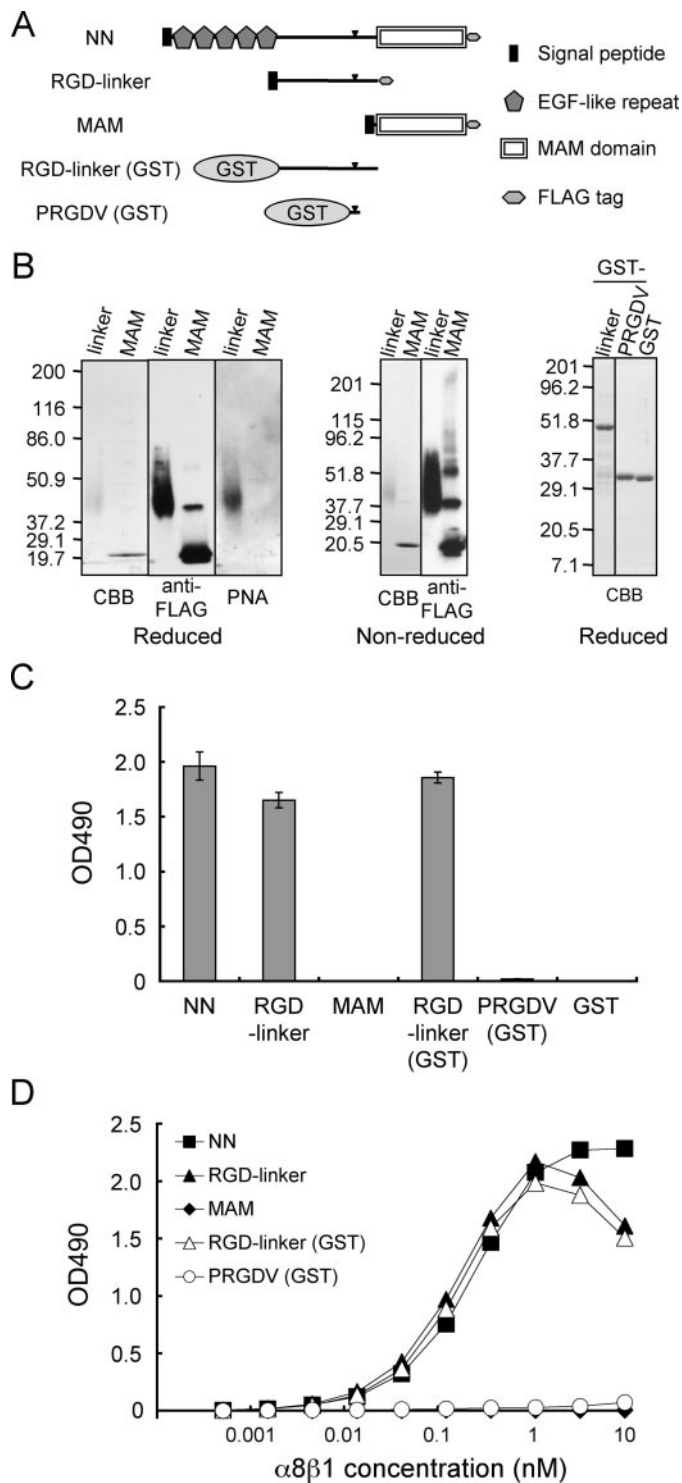 A
NN
RGD-linker
MAM
RGD-linker (GST)
GST
PRGDV (GST)
GST
Signal peptide
EGF-like repeat
MAM domain
FLAG tag
B
linker MAM linker MAM linker MAM
200
116
86.0
50.9
37.2
29.1
19.7
CBB anti-FLAG PNA
Reduced
linker MAM linker MAM
201
115
96.2
51.8
37.7
29.1
20.5
CBB anti-FLAG
Non-reduced
GST-
linker PRGDV GST
201
96.2
51.8
37.7
29.1
20.5
7.1
CBB
Reduced
C
OD490
2.5
2.0
1.5
1.0
0.5
0
NN RGD-linker MAM RGD-linker (GST) PRGDV (GST) GST
D
OD490
2.5
2.0
1.5
1.0
0.5
0
NN
RGD-linker
MAM
RGD-linker (GST)
PRGDV (GST)
0.001 0.01 0.1 1 10
α8β1 concentration (nM)